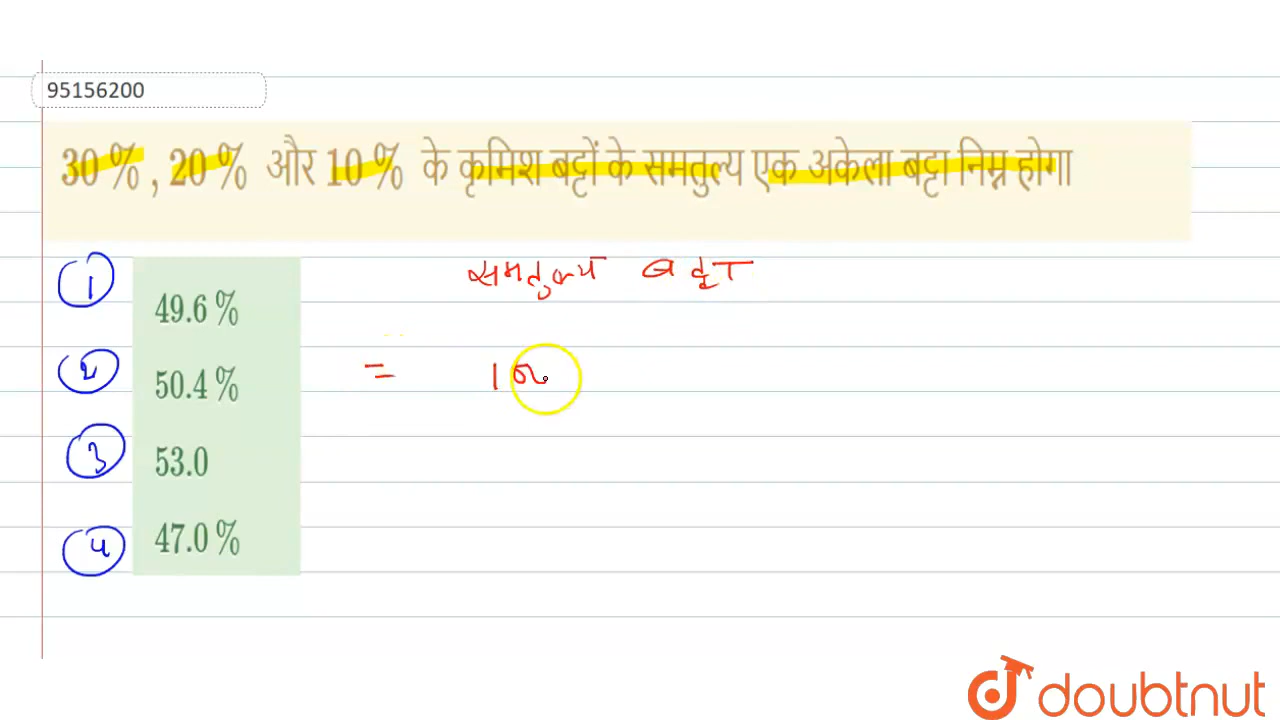 95156200
30%, 20% और 10% के कृमिश बट्टों के समतुल्य एक अकेला बट्टा निम्न होगा
1 49.6%
2 50.4%
3 53.0
4 47.0%
समतुल्य बट्टा
= 100
doubtnut